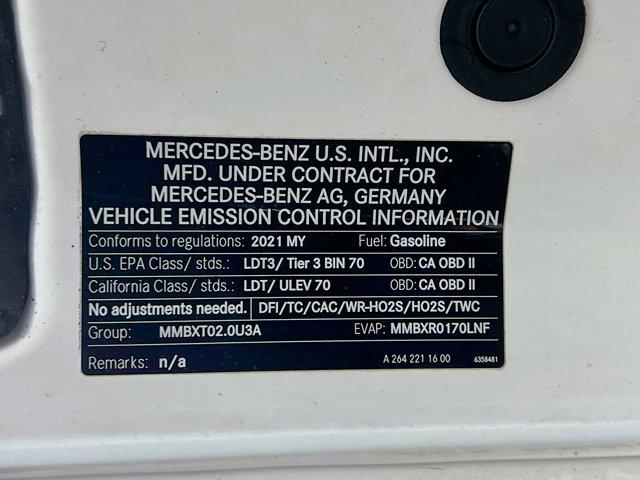 MERCEDES-BENZ U.S. INTL., INC.
MFD. UNDER CONTRACT FOR
MERCEDES-BENZ AG, GERMANY
VEHICLE EMISSION CONTROL INFORMATION
Conforms to regulations: 2021 MY Fuel: Gasoline
U.S. EPA Class/ stds.: LDT3/ Tier 3 BIN 70 OBD: CA OBD II
California Class/ stds.: LDT/ ULEV 70 OBD: CA OBD II
No adjustments needed. DFI/TC/CAC/WR-HO2S/HO2S/TWC
Group: MMBXT02.0U3A EVAP: MMBXR0170LNF
Remarks: n/a A 264 221 16 00 6358481